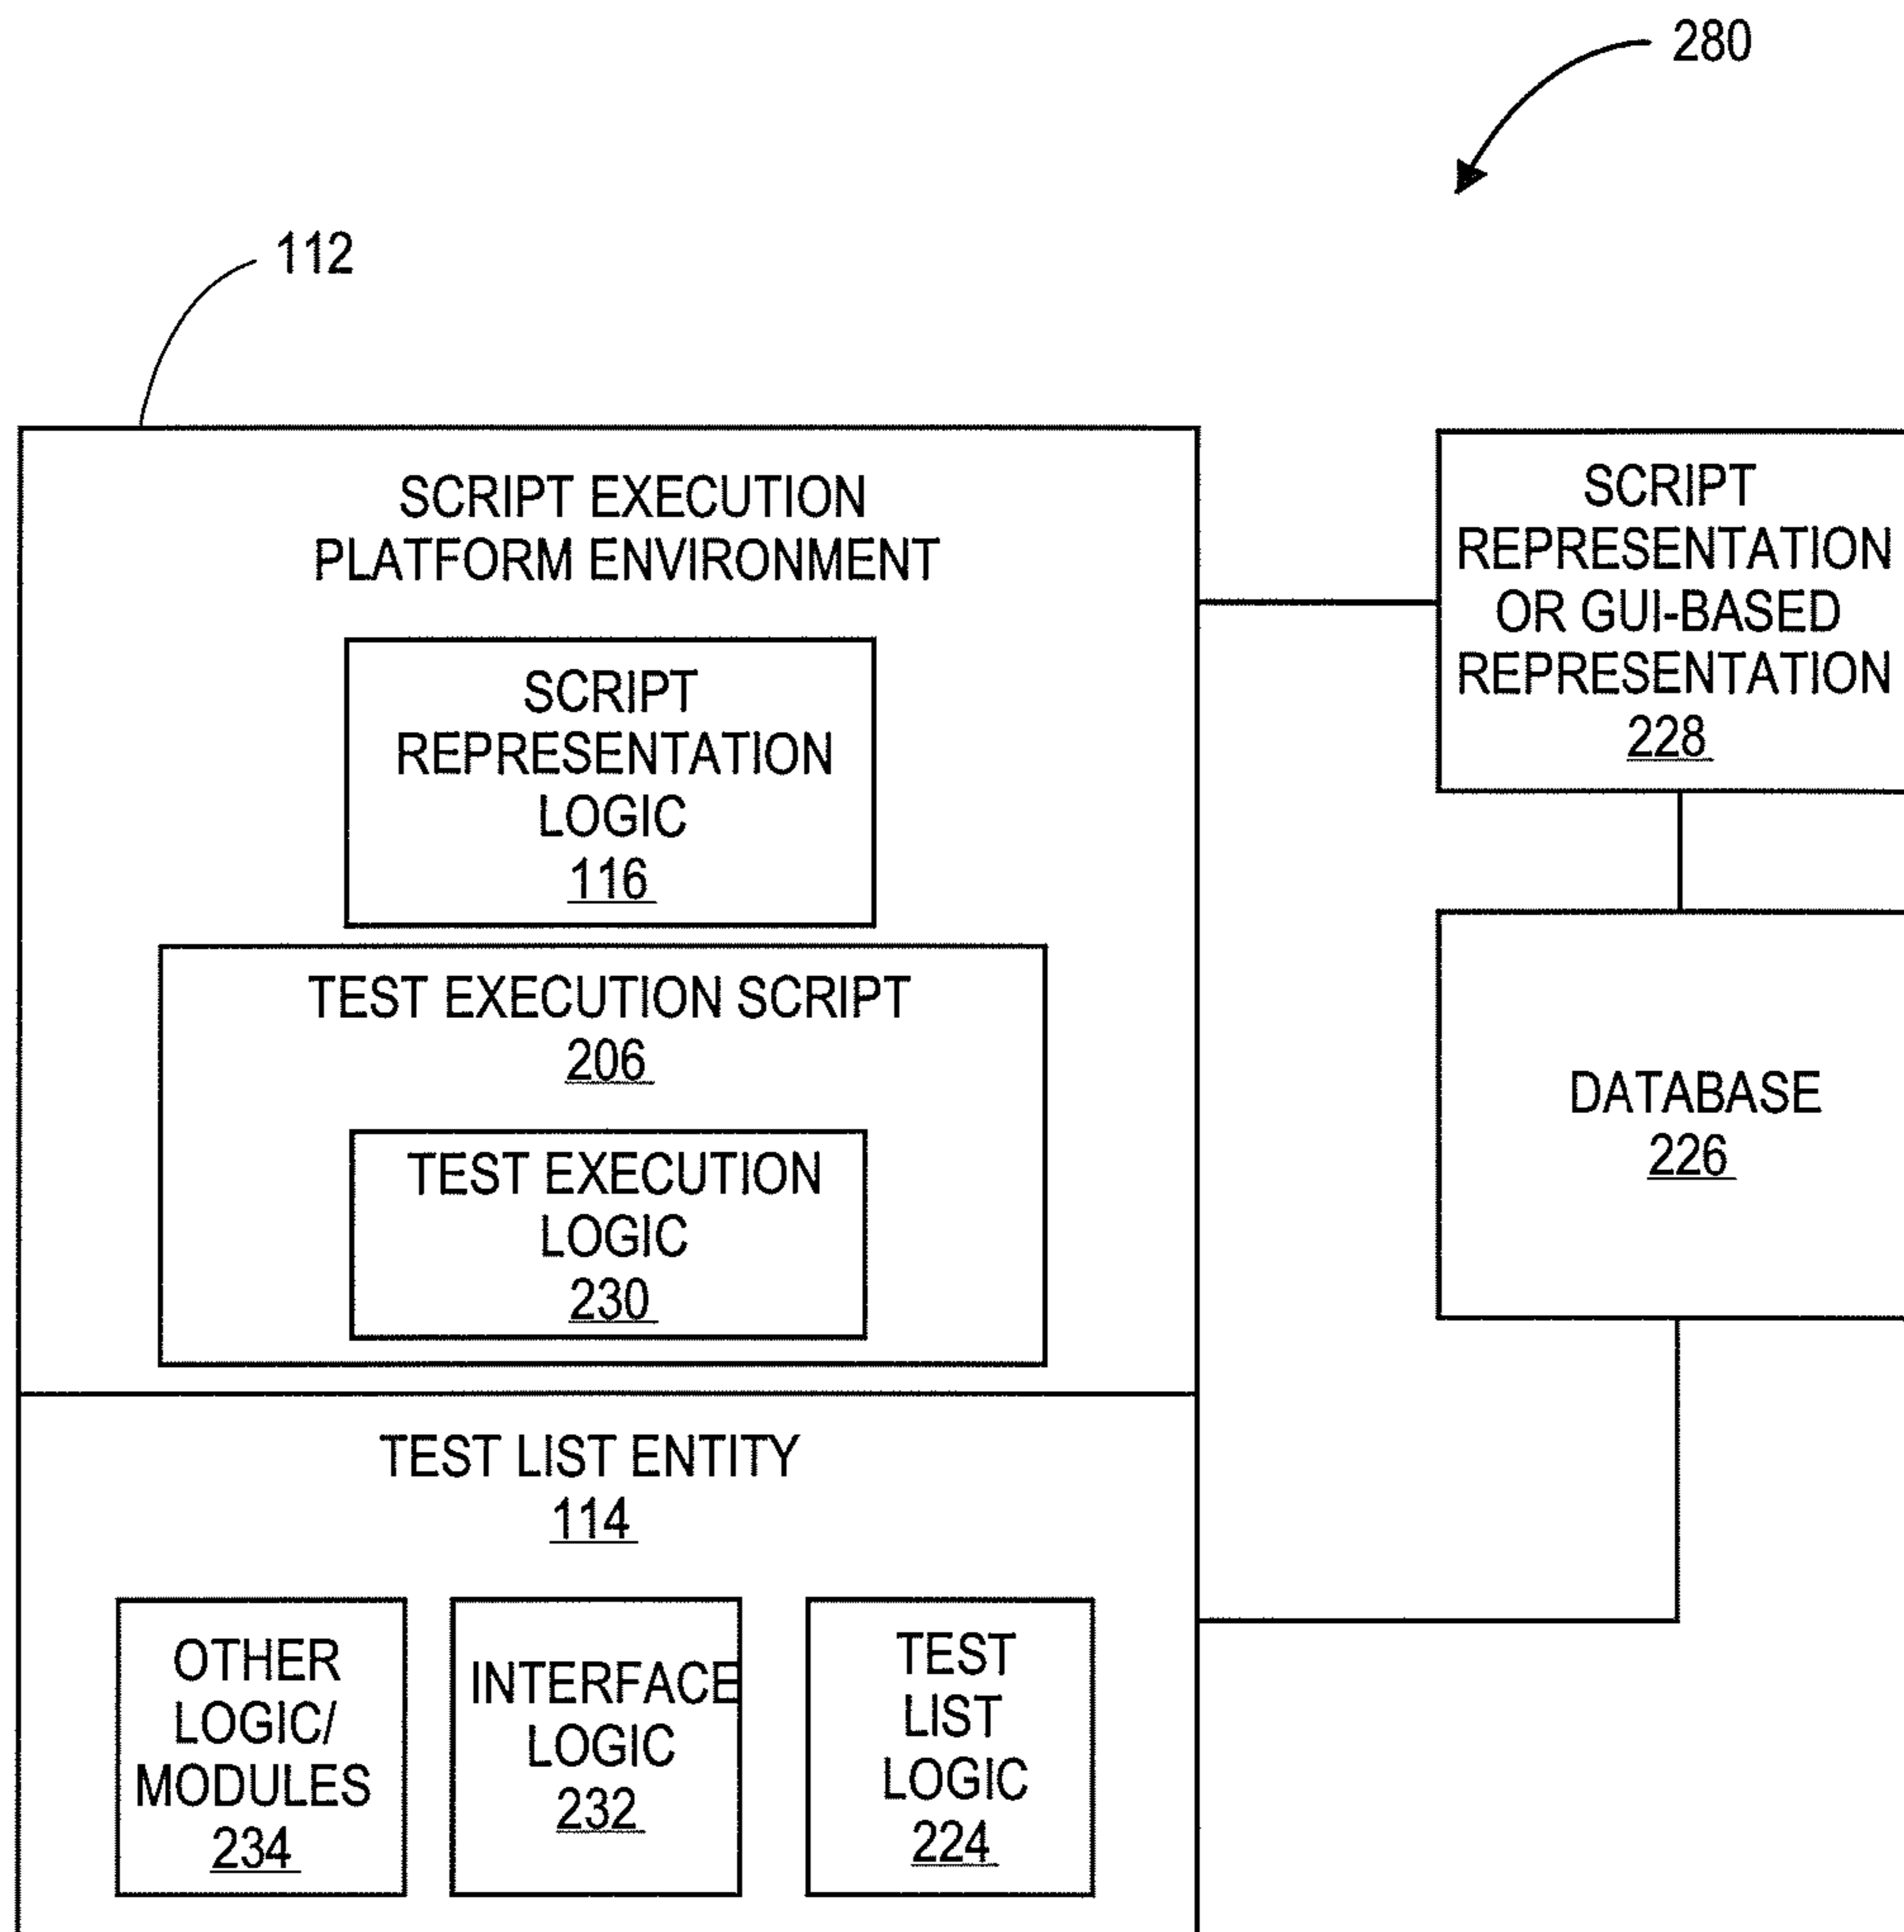 280
112
SCRIPT EXECUTION
PLATFORM ENVIRONMENT
SCRIPT
REPRESENTATION
LOGIC
116
TEST EXECUTION SCRIPT
206
TEST EXECUTION
LOGIC
230
TEST LIST ENTITY
114
OTHER
LOGIC/
MODULES
234
INTERFACE
LOGIC
232
TEST
LIST
LOGIC
224
SCRIPT
REPRESENTATION
OR GUI-BASED
REPRESENTATION
228
DATABASE
226